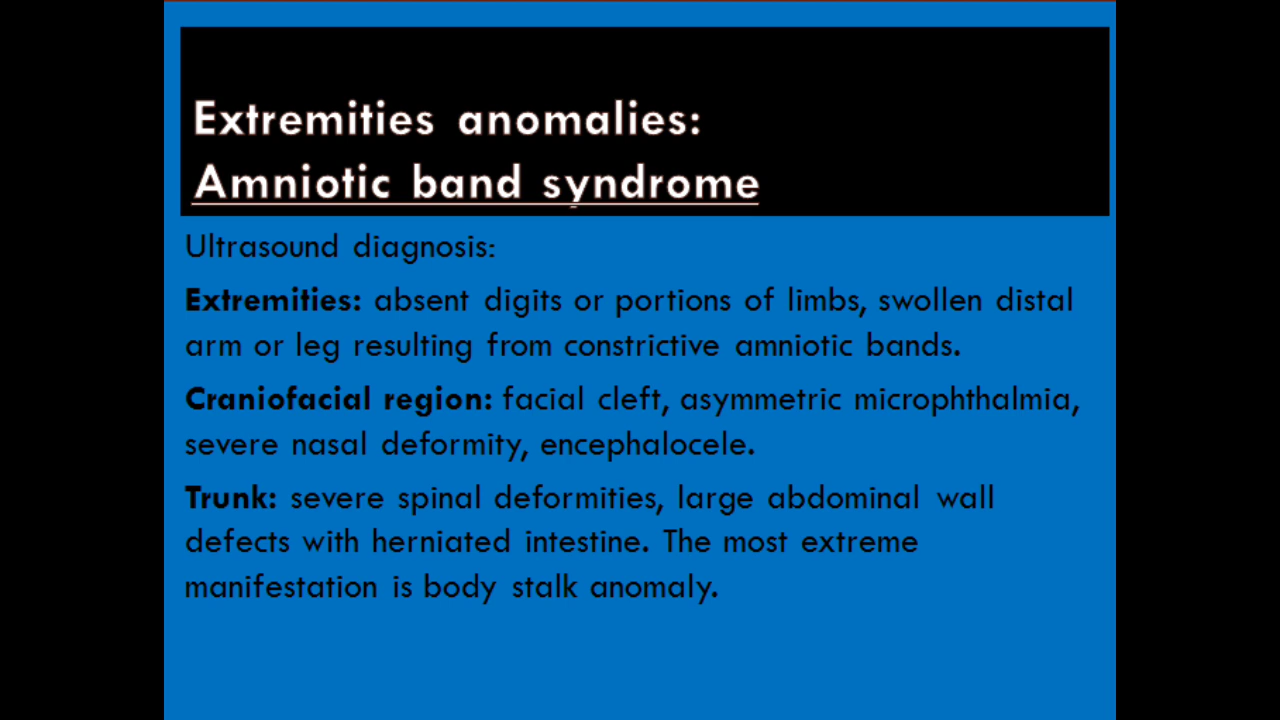 Extremities anomalies:
Amniotic band syndrome
Ultrasound diagnosis:
Extremities: absent digits or portions of limbs, swollen distal
arm or leg resulting from constrictive amniotic bands.
Craniofacial region: facial cleft, asymmetric microphthalmia,
severe nasal deformity, encephalocele.
Trunk: severe spinal deformities, large abdominal wall
defects with herniated intestine. The most extreme
manifestation is body stalk anomaly.